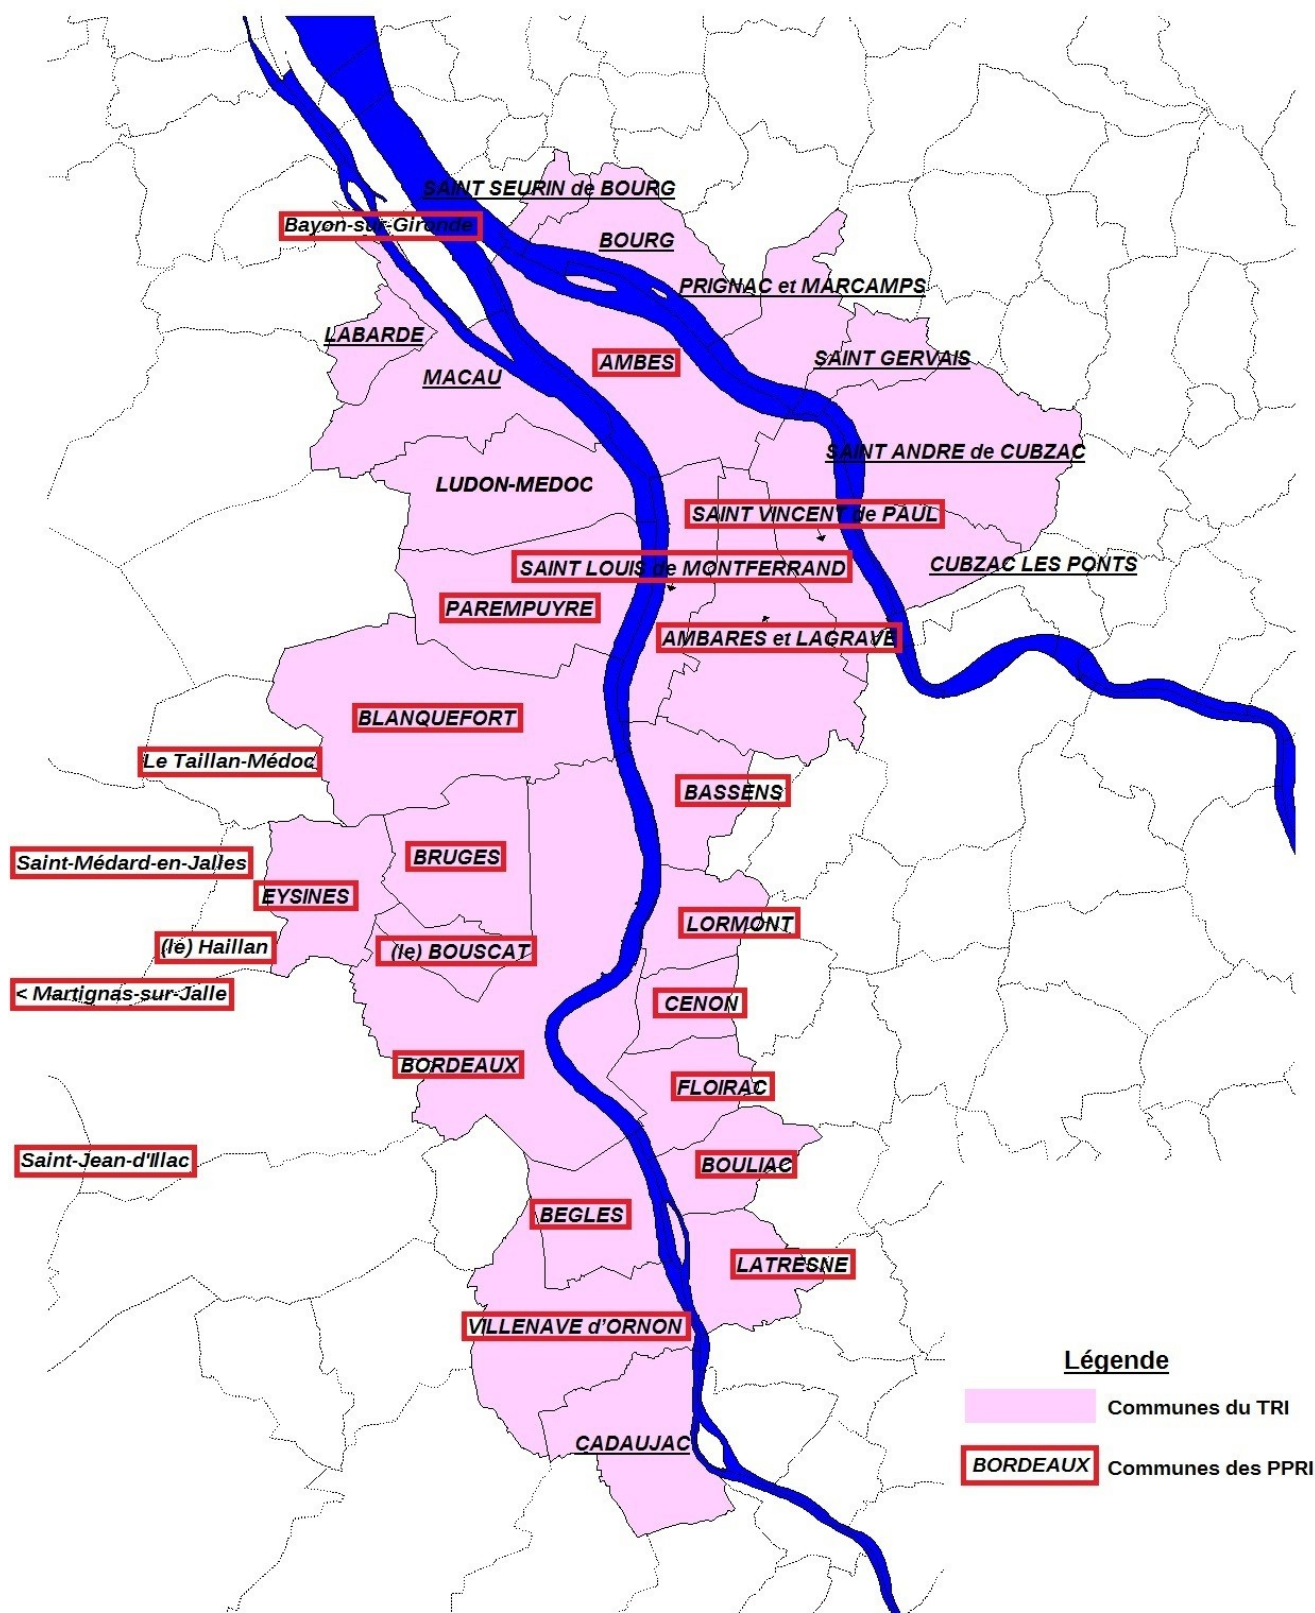 SAINT SEURIN de BOURG
Bayon-sur-Gironde
BOURG
PRIGNAC et MARCAMPS
LABARDE
SAINT GERVAIS
AMBES
MACAU
SAINT ANDRE de CUBZAC
LUDON-MEDOC
SAINT VINCENT de PAUL
SAINT LOUIS de MONTFERRAND
CUBZAC LES PONTS
PAREMPUYRE
AMBARES et LAGRAVE
BLANQUEFORT
Le Taillan-Médoc
BASSENS
BRUGES
Saint-Médard-en-Jalles
EYSINES
LORMONT
(le) Haillan
(le) BOUSCAT
< Martignas-sur-Jalle
CENON
BORDEAUX
FLOIRAC
Saint-Jean-d'Illac
BOULIAC
BEGLES
LATRESNE
VILLENAVE d'ORNON
CADAUJAC
Légende
Communes du TRI
BORDEAUX Communes des PPRI